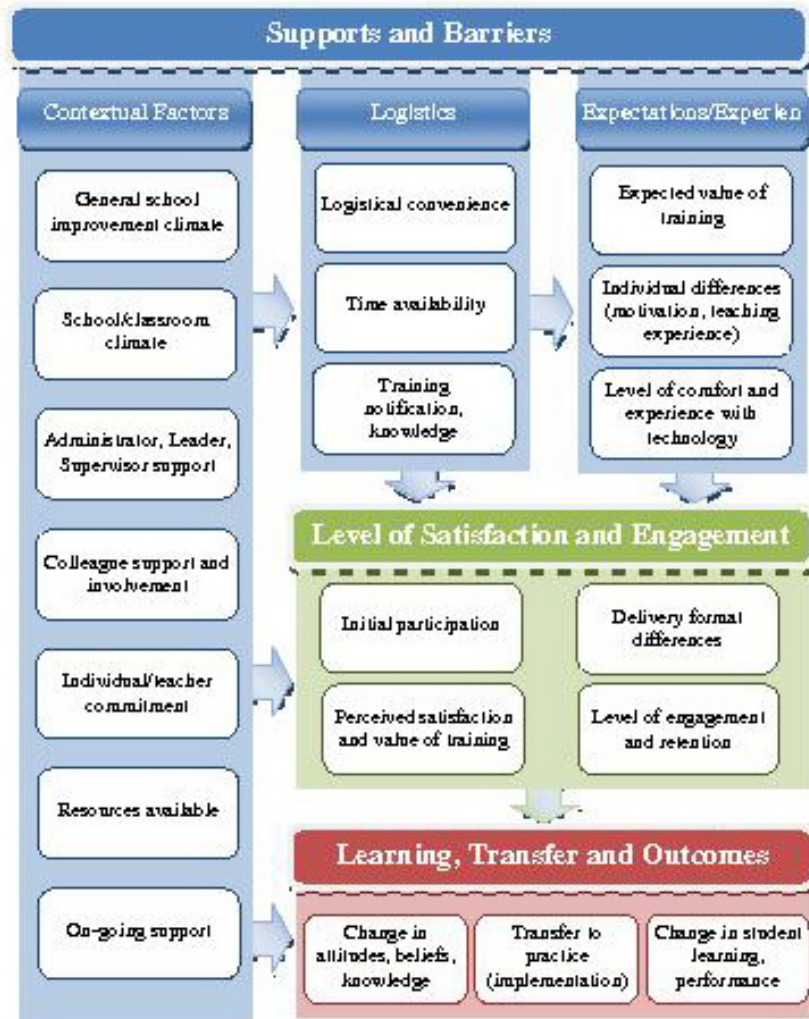 Supports and Barriers
Contextual Factors
General school
improvement climate
School/classroom
climate
Administrator, Leader,
Supervisor support
Colleague support and
involvement
Individual/teacher
commitment
Resources available
On-going support
Logistics
Logistical convenience
Time availability
Training
notification,
knowledge
Expectations/Experien
Expected value of
training
Individual differences
(motivation, teaching
experience)
Level of comfort and
experience with
technology
Level of Satisfaction and Engagement
Initial participation
Delivery format
differences
Perceived satisfaction
and value of training
Level of engagement
and retention
Learning, Transfer and Outcomes
Change in
attitudes, beliefs,
knowledge
Transfer to
practice
(implementation)
Change in student
learning,
performance